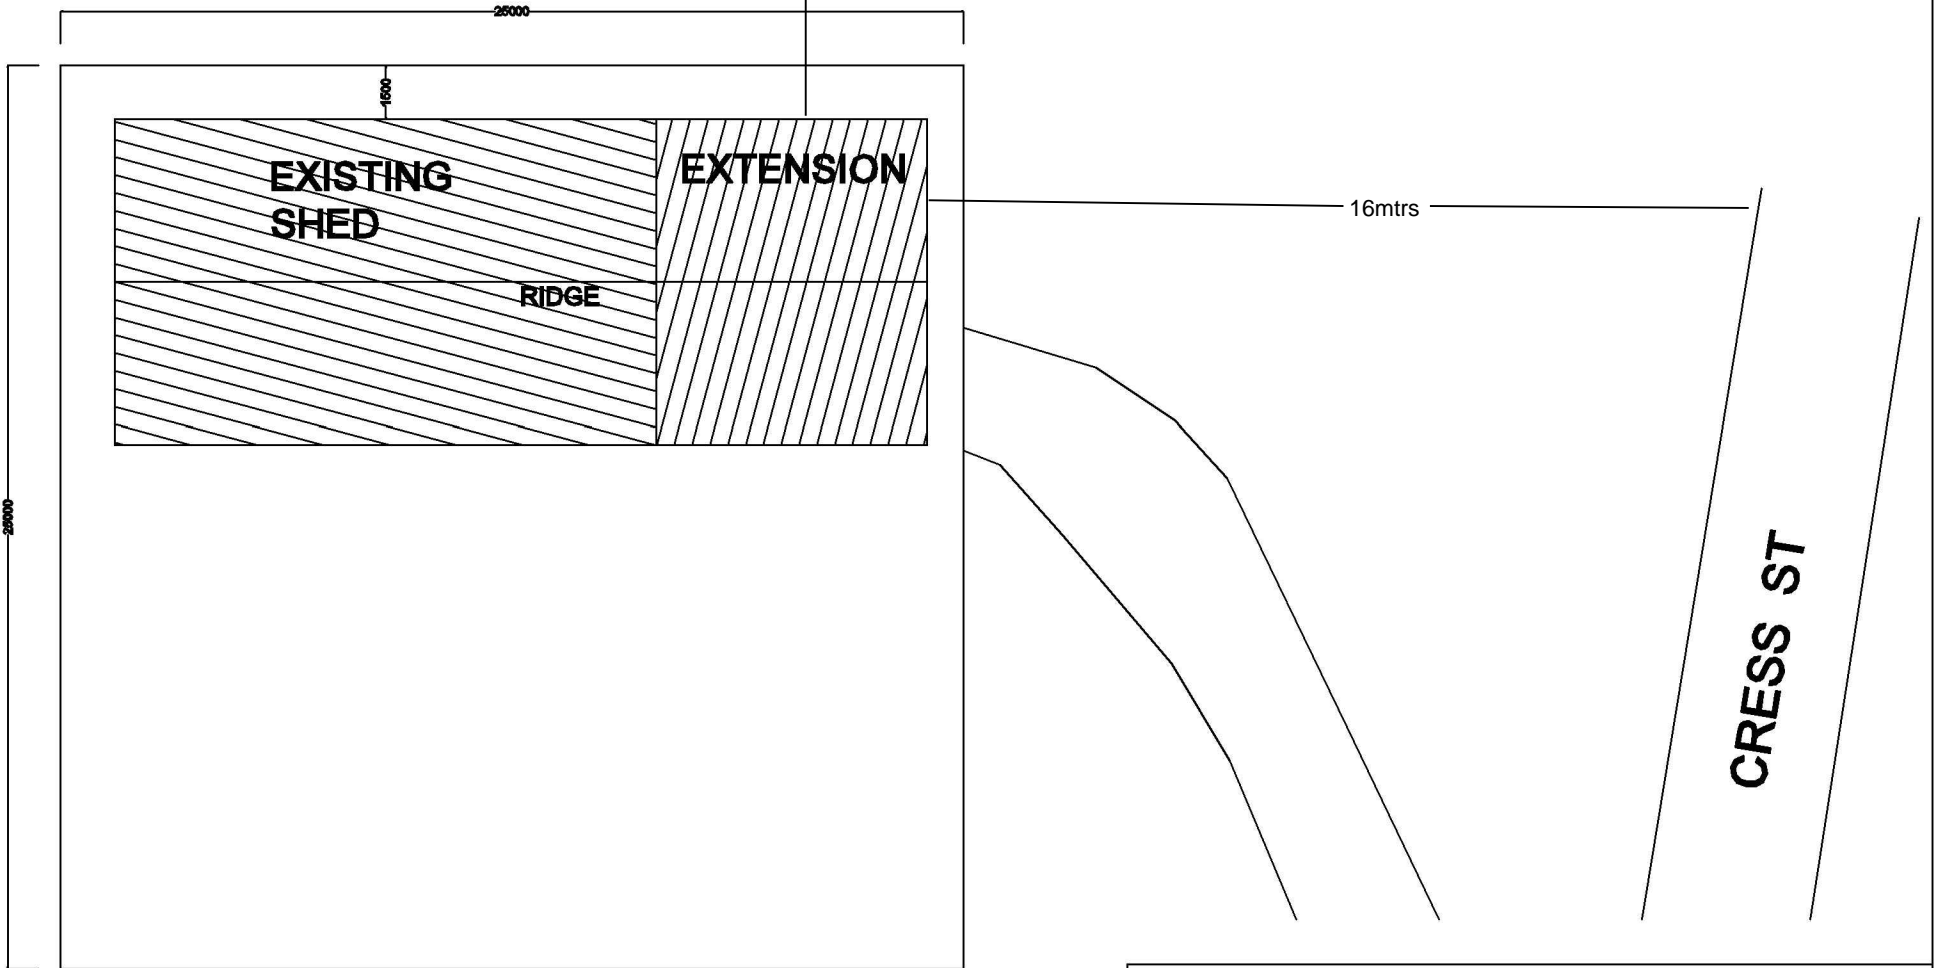 25000
1500
EXISTING
SHED
EXTENSION
16mtrs
RIDGE
25000
CRESS ST